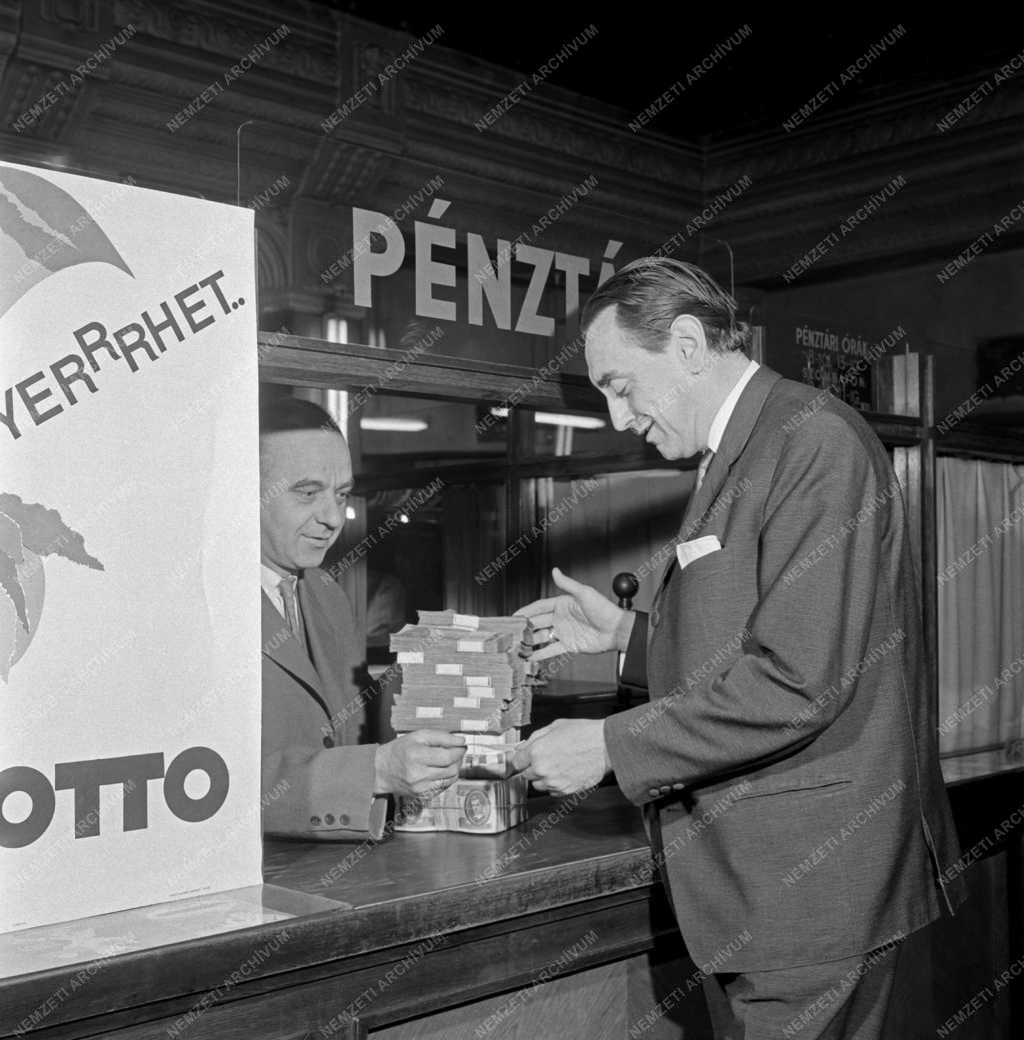 PÉNZTÁ
YERRRHET..
OTTO
PÉNZTÁRI ÓRÁK
NEMZETI ARCHÍVUM